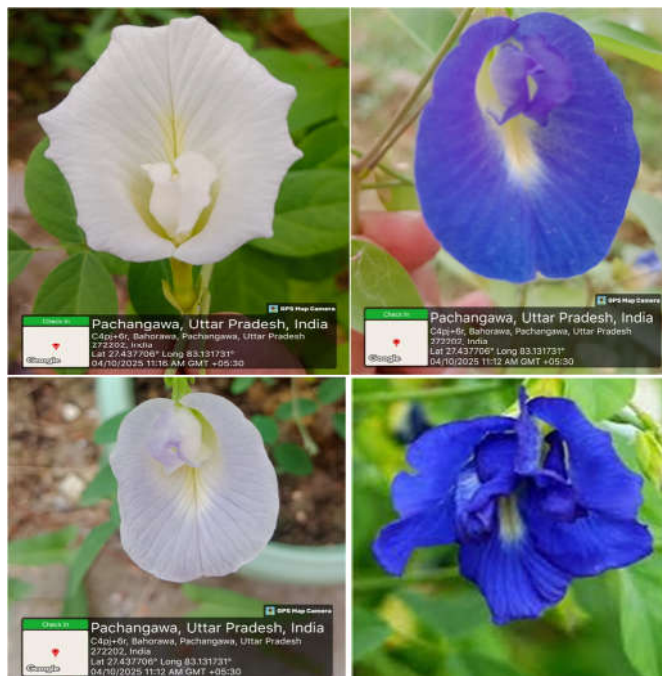 GPS Map Camera
Check In
Pachangawa, Uttar Pradesh, India
C4pj+6r, Bahorawa, Pachangawa, Uttar Pradesh
272202, India
Lat 27.437706° Long 83.131731°
04/10/2025 11:16 AM GMT +05:30
Google
GPS Map Camera
Check In
Pachangawa, Uttar Pradesh, India
C4pj+6r, Bahorawa, Pachangawa, Uttar Pradesh
272202, India
Lat 27.437706° Long 83.131731°
04/10/2025 11:12 AM GMT +05:30
Google
GPS Map Camera
Check In
Pachangawa, Uttar Pradesh, India
C4pj+6r, Bahorawa, Pachangawa, Uttar Pradesh
272202, India
Lat 27.437706° Long 83.131731°
04/10/2025 11:12 AM GMT +05:30
Google